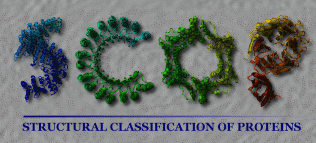 SCOP
STRUCTURAL CLASSIFICATION OF PROTEINS